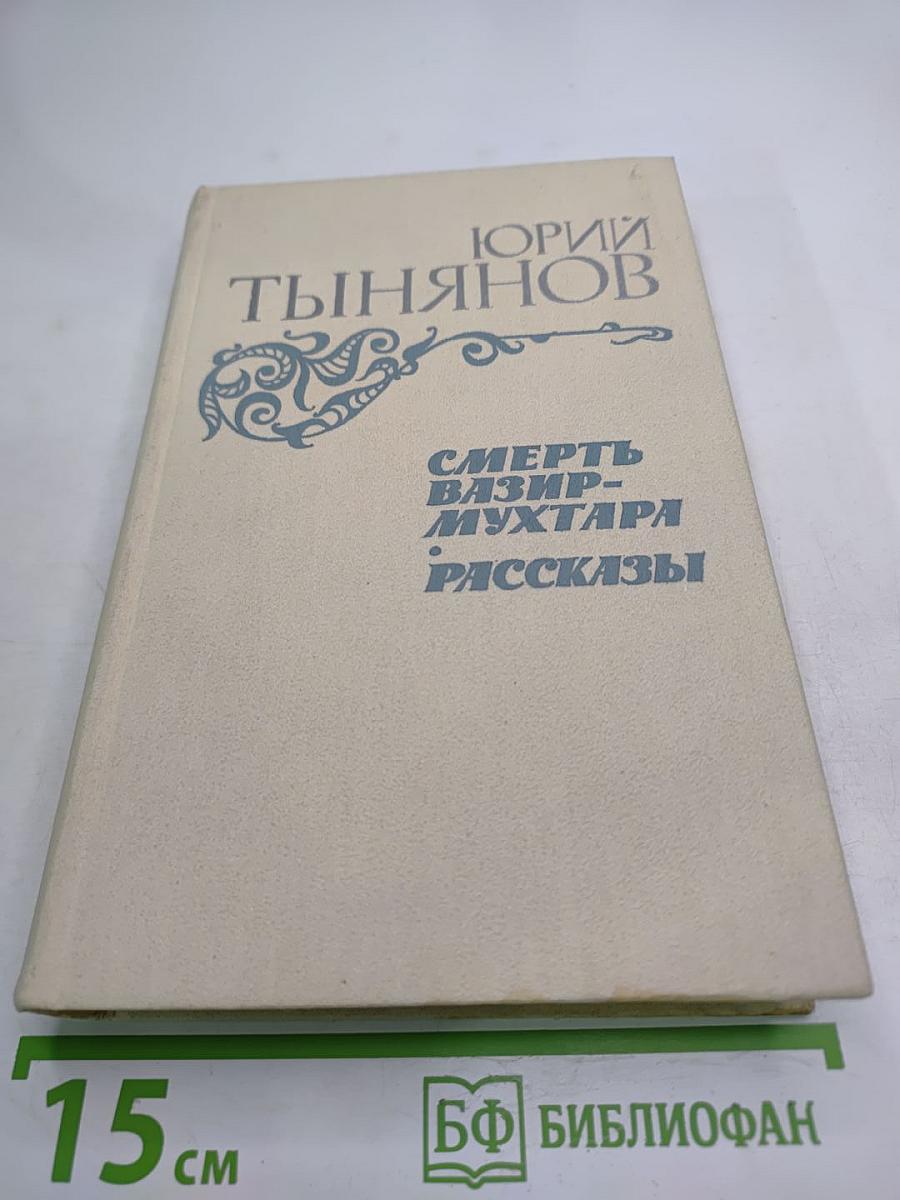 ЮРИЙ
ТЫНЯНОВ
СМЕРТЬ
ВАЗИР-
МУХТАРА
•
РАССКАЗЫ
15 см
БФ БИБЛИОФАН